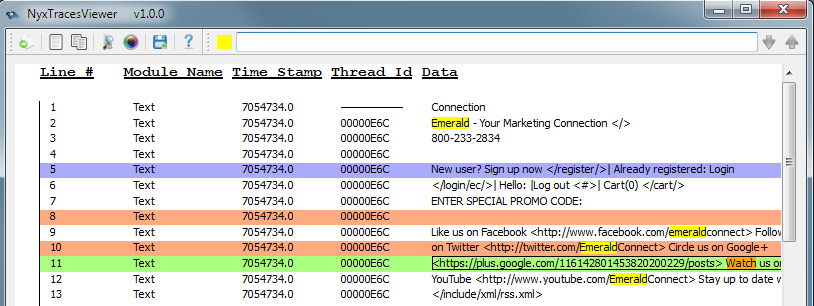 NyxTracesViewer v1.0.0
Line # Module Name Time Stamp Thread Id Data
1 Text 7054734.0 Connection
2 Text 7054734.0 00000E6C Emerald - Your Marketing Connection </>
3 Text 7054734.0 00000E6C 800-233-2834
4 Text 7054734.0 00000E6C
5 Text 7054734.0 00000E6C New user? Sign up now </register/>| Already registered: Login
6 Text 7054734.0 00000E6C </login/ec/>| Hello: |Log out <#>| Cart(0) </cart/>
7 Text 7054734.0 00000E6C ENTER SPECIAL PROMO CODE:
8 Text 7054734.0 00000E6C
9 Text 7054734.0 00000E6C Like us on Facebook <http://www.facebook.com/emeraldconnect> Follow
10 Text 7054734.0 00000E6C on Twitter <http://twitter.com/EmeraldConnect> Circle us on Google+
11 Text 7054734.0 00000E6C <https://plus.google.com/116142801453820200229/posts> Watch us on
12 Text 7054734.0 00000E6C YouTube <http://www.youtube.com/EmeraldConnect> Stay up to date w
13 Text 7054734.0 00000E6C </include/xml/rss.xml>